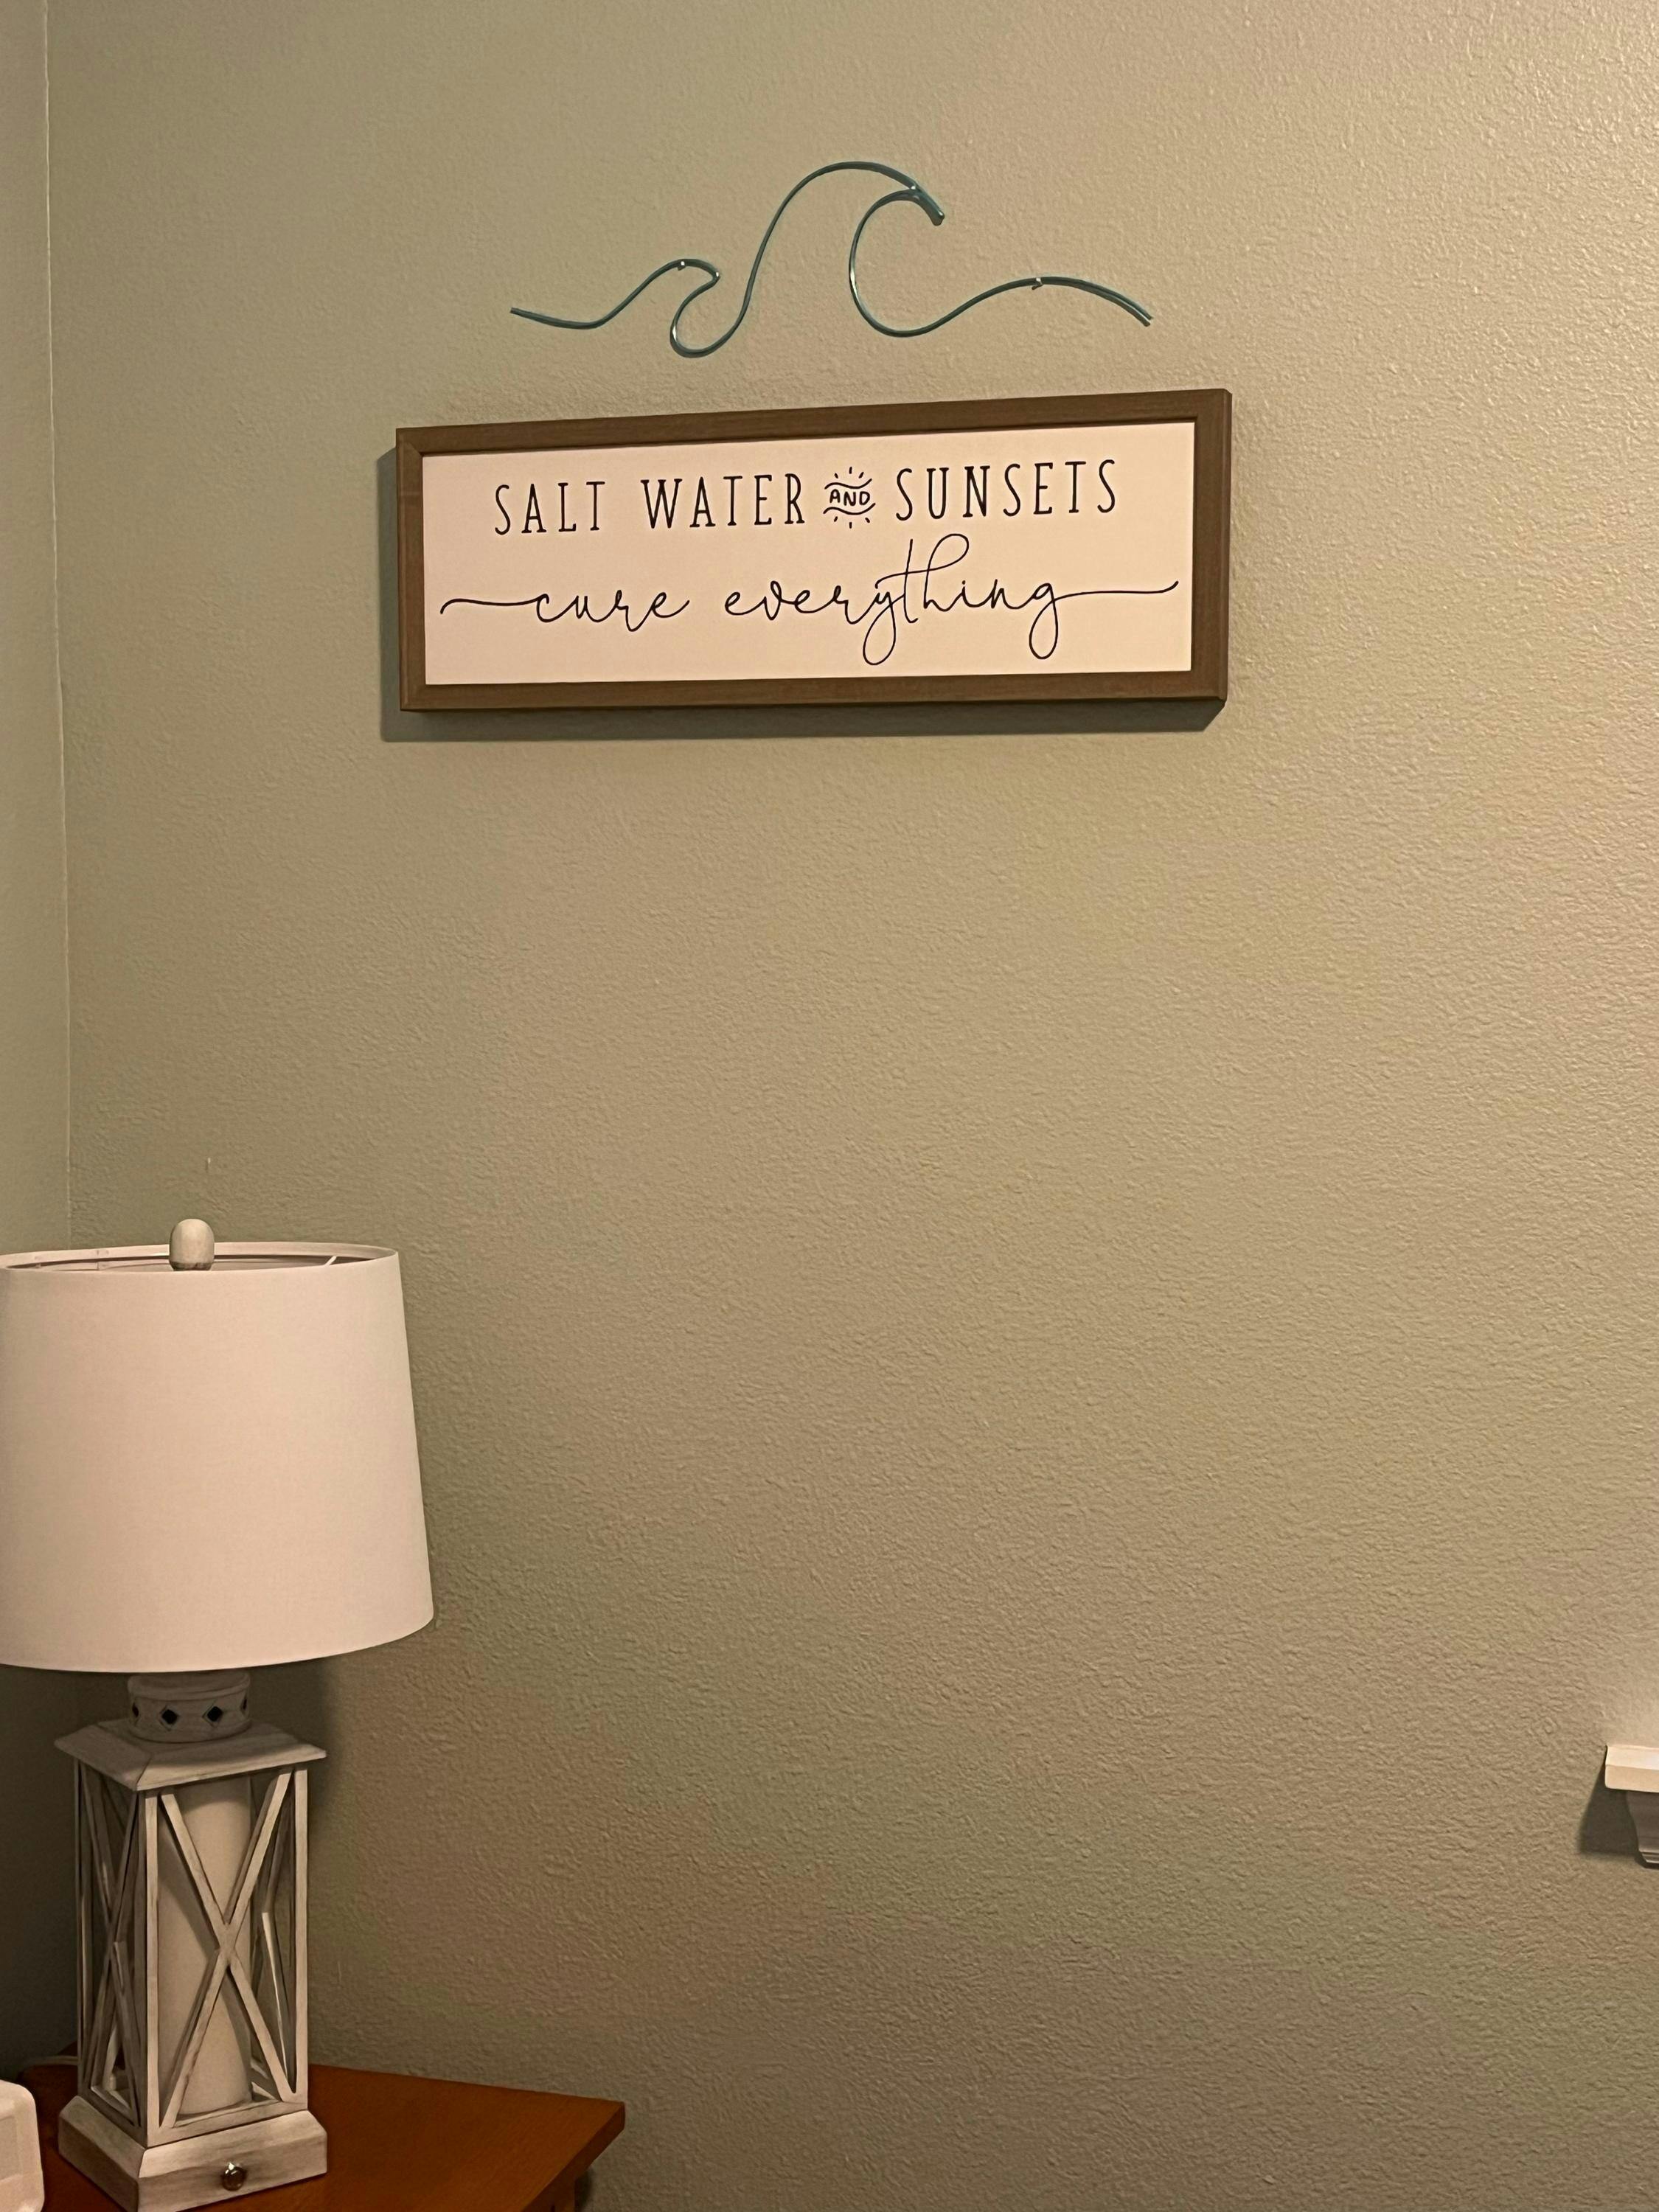 SALT WATER AND SUNSETS
cure everything